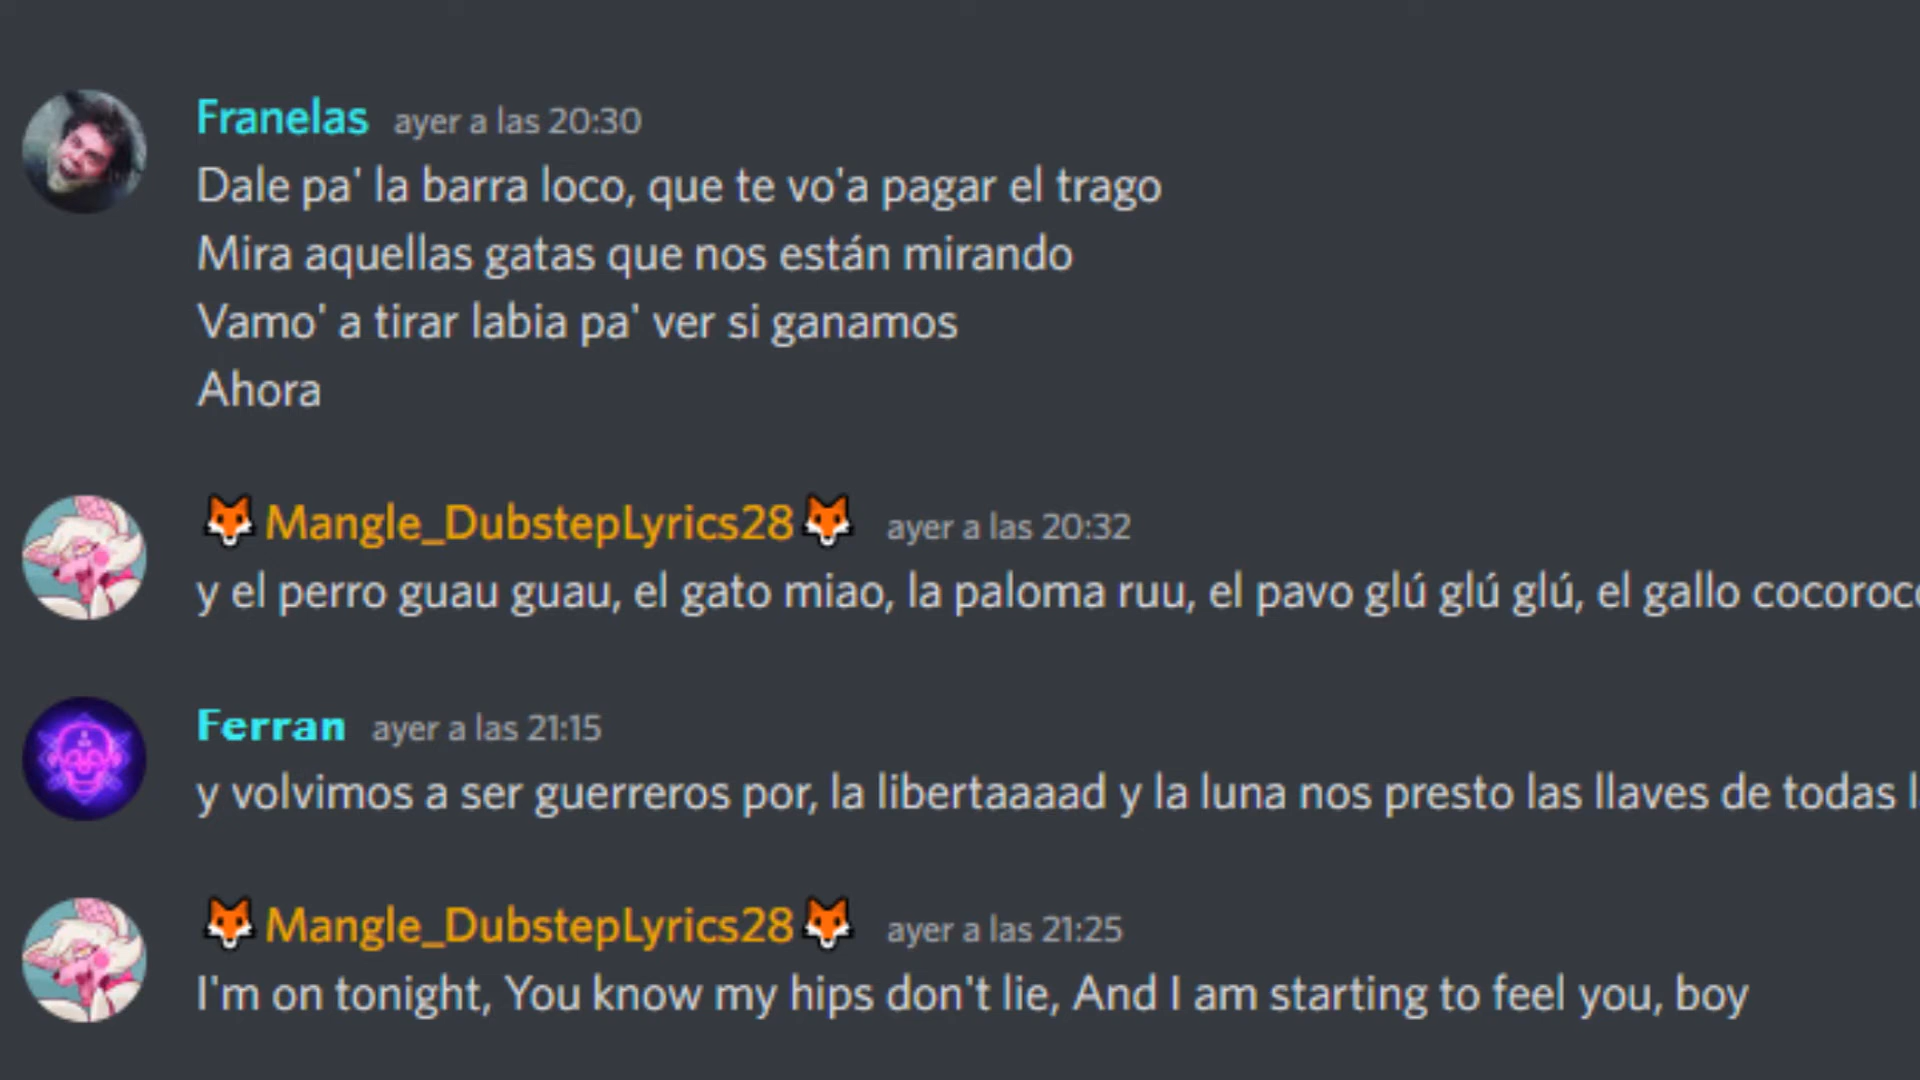 Franelas ayer a las 20:30
Dale pa' la barra loco, que te vo'a pagar el trago
Mira aquellas gatas que nos están mirando
Vamo' a tirar labia pa' ver si ganamos
Ahora
🦊Mangle_DubstepLyrics28🦊 ayer a las 20:32
y el perro guau guau, el gato miao, la paloma ruu, el pavo glú glú glú, el gallo
Ferran ayer a las 21:15
y volvimos a ser guerreros por, la libertaaaad y la luna nos presto las llaves de todas
🦊Mangle_DubstepLyrics28🦊 ayer a las 21:25
I'm on tonight, You know my hips don't lie, And I am starting to feel you, boy